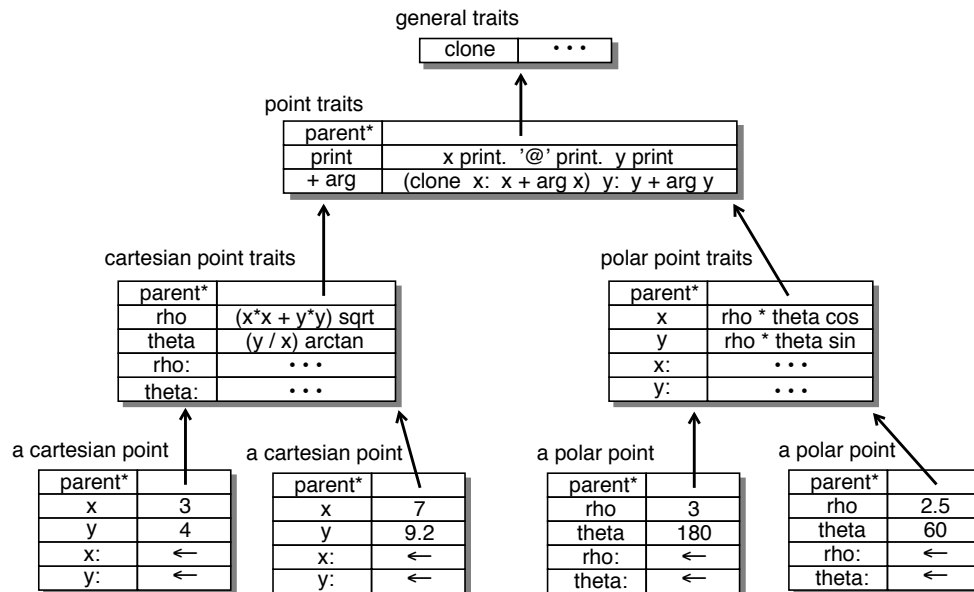 general traits
clone • • •
point traits
parent*
print x print. '@' print. y print
+ arg (clone x: x + arg x) y: y + arg y
cartesian point traits
parent*
rho (x*x + y*y) sqrt
theta (y / x) arctan
rho: • • •
theta: • • •
polar point traits
parent*
x rho * theta cos
y rho * theta sin
x: • • •
y: • • •
a cartesian point
parent*
x 3
y 4
x: ←
y: ←
a cartesian point
parent*
x 7
y 9.2
x: ←
y: ←
a polar point
parent*
rho 3
theta 180
rho: ←
theta: ←
a polar point
parent*
rho 2.5
theta 60
rho: ←
theta: ←